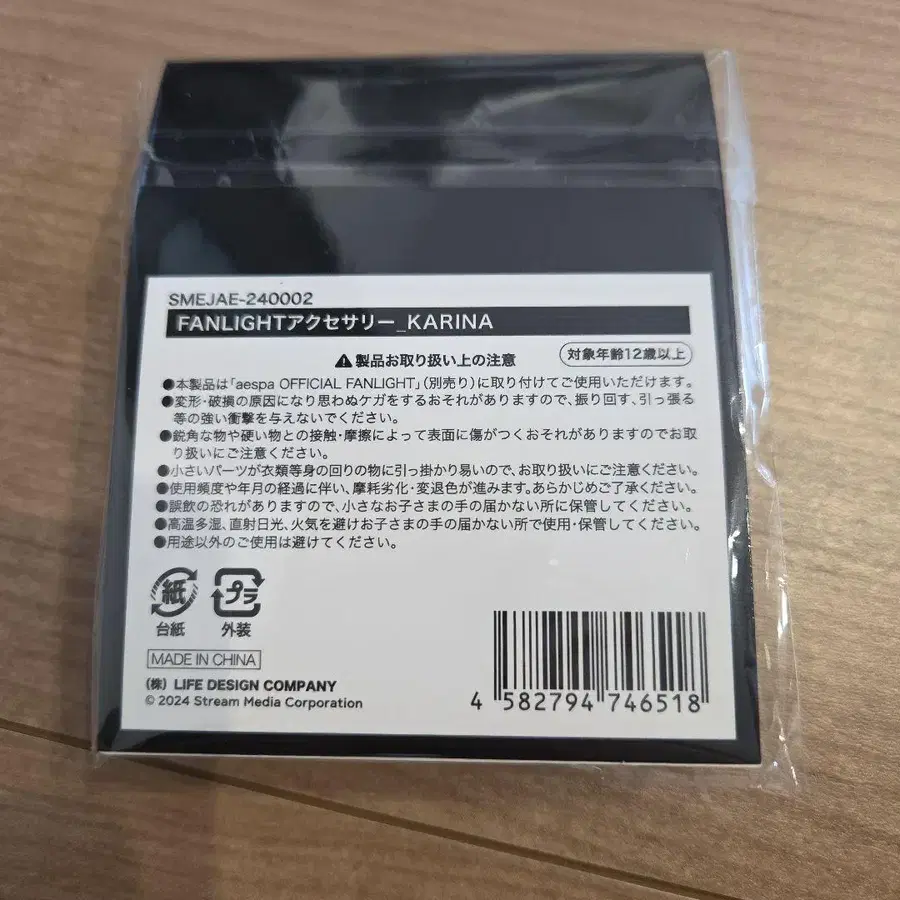 SMEJAE-240002
FANLIGHTアクセサリー_KARINA
⚠製品お取り扱い上の注意
対象年齢12歳以上
●本製品は「aespa OFFICIAL FANLIGHT」(別売り)に取り付けてご使用いただけます。
●変形・破損の原因になり思わぬケガをするおそれがありますので、振り回す、引っ張る
等の強い衝撃を与えないでください。
●鋭角な物や硬い物との接触・摩擦によって表面に傷がつくおそれがありますのでお取
り扱いにご注意ください。
●小さいパーツが衣類等身の回りの物に引っ掛かり易いので、お取り扱いにご注意ください。
●使用頻度や年月の経過に伴い、摩耗劣化・変退色が進みます。あらかじめご了承ください。
●誤飲の恐れがありますので、小さなお子さまの手の届かない所に保管してください。
●高温多湿、直射日光、火気を避けお子さまの手の届かない所で使用・保管してください。
●用途以外のご使用は避けてください。
紙
プラ
台紙
外装
MADE IN CHINA
(株) LIFE DESIGN COMPANY
© 2024 Stream Media Corporation
4 582794 746518